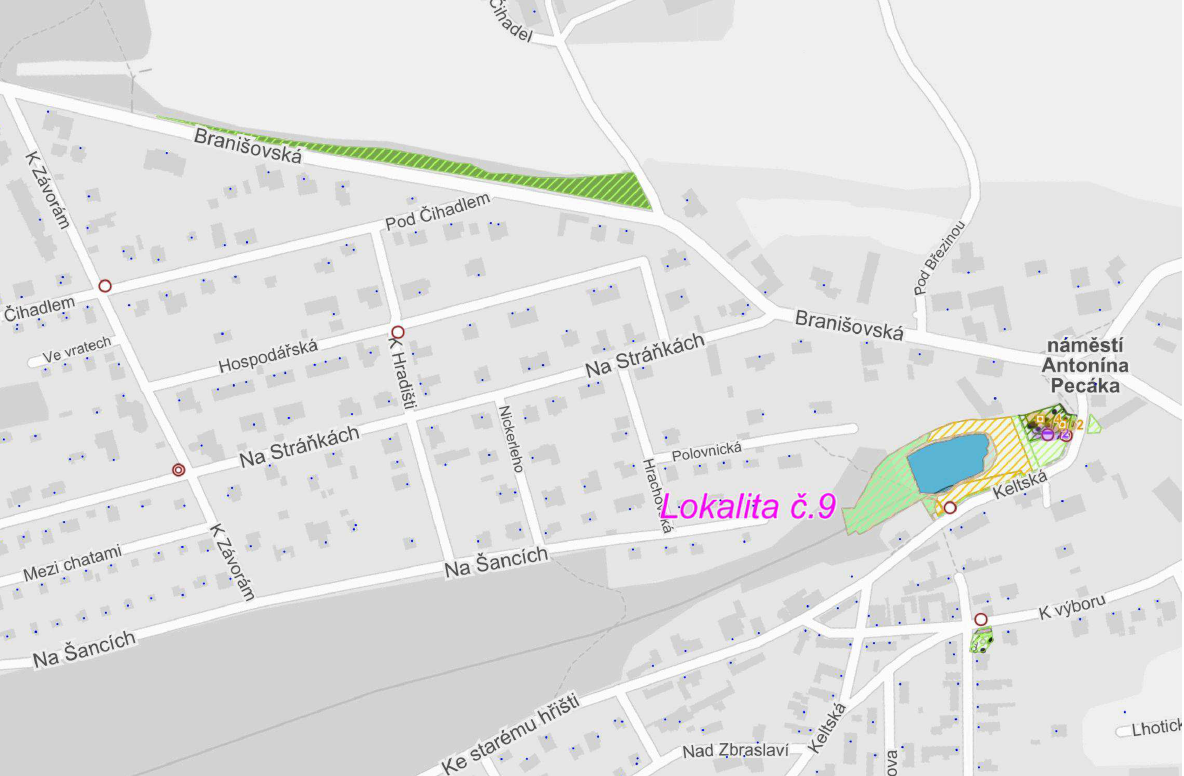 Čihadel
Branišovská
K Závorám
Pod Čihadlem
Pod Březinou
Čihadlem
Branišovská
Ve vratech
Hospodářská
K Hradišti
Na Stráňkách
náměstí
Antonína
Pecáka
Nickerleho
Na Stráňkách
Polovnická
Hrachovská
Lokalita č.9
Keltská
Mezi chatami
K Závorám
Na Šancích
K výboru
Na Šancích
Ke starému hřišti
Keltská
Nad Zbraslaví
Lhotick
ova